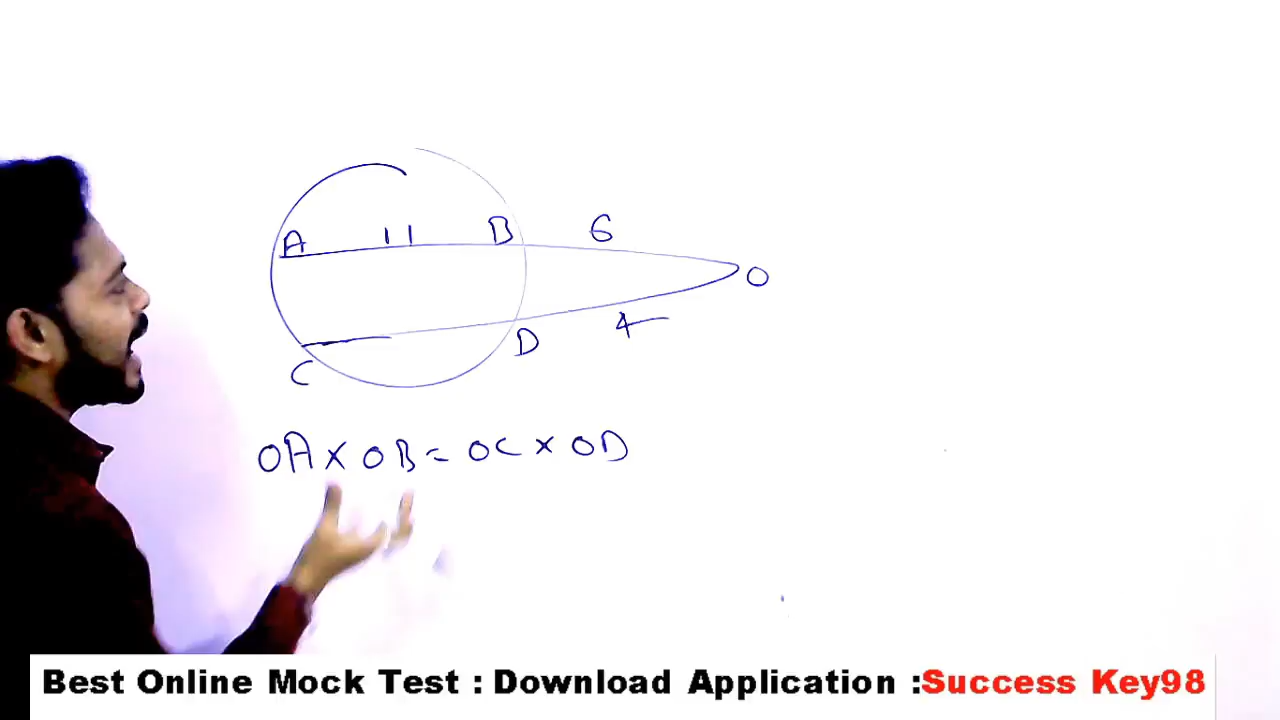 A 11 B 6
O
4
D
C
OA × OB = OC × OD
Best Online Mock Test : Download Application :Success Key98